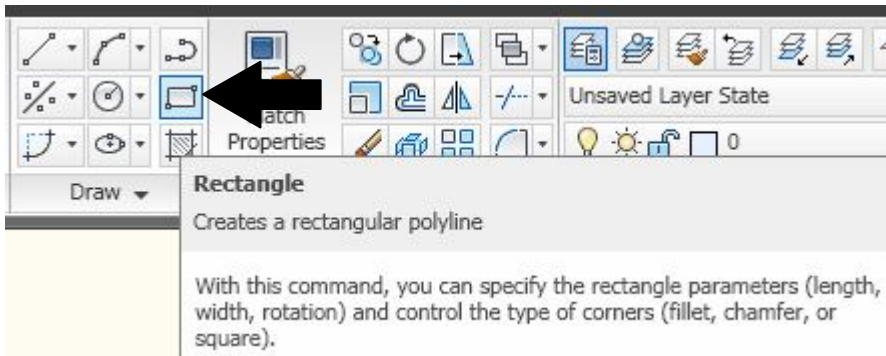 Match
Properties
Unsaved Layer State
0
Draw
Rectangle
Creates a rectangular polyline
With this command, you can specify the rectangle parameters (length,
width, rotation) and control the type of corners (fillet, chamfer, or
square).